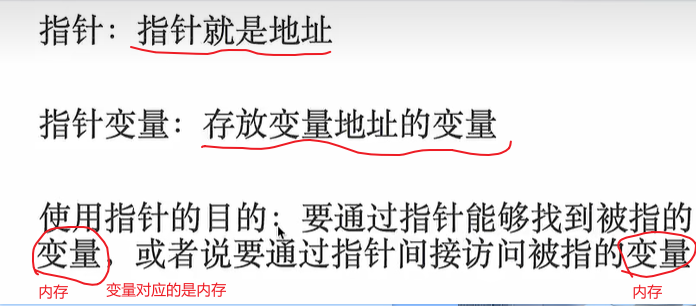 指针：指针就是地址
指针变量：存放变量地址的变量
使用指针的目的：要通过指针能够找到被指的
变量，或者说要通过指针间接访问被指的变量
内存 变量对应的是内存 内存